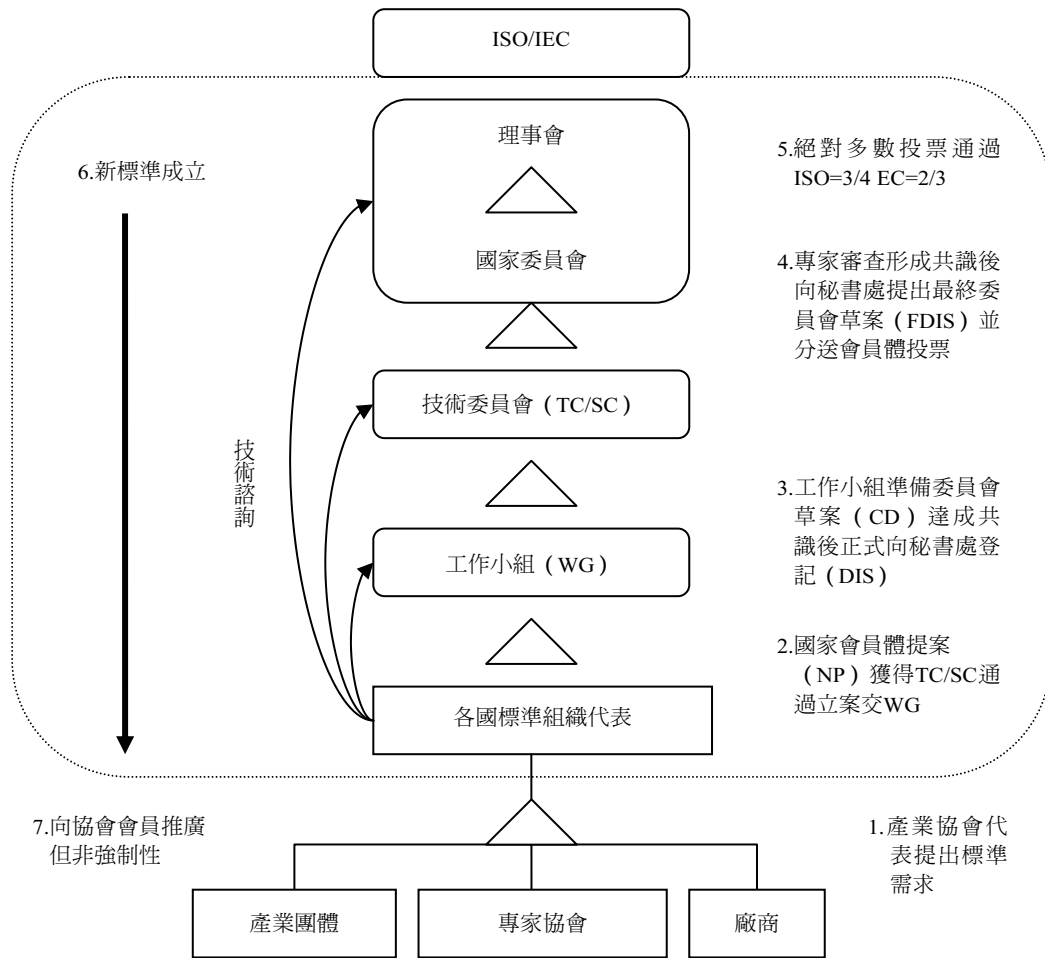 ISO/IEC
理事會
6.新標準成立
5.絕對多數投票通過
ISO=3/4 EC=2/3
國家委員會
4.專家審查形成共識後
向秘書處提出最終委
員會草案(FDIS)並
分送會員體投票
技術委員會(TC/SC)
技術諮詢
3.工作小組準備委員會
草案(CD)達成共
識後正式向秘書處登
記(DIS)
工作小組(WG)
2.國家會員體提案
(NP)獲得TC/SC通
過立案交WG
各國標準組織代表
7.向協會會員推廣
但非強制性
1.產業協會代
表提出標準
需求
產業團體
專家協會
廠商